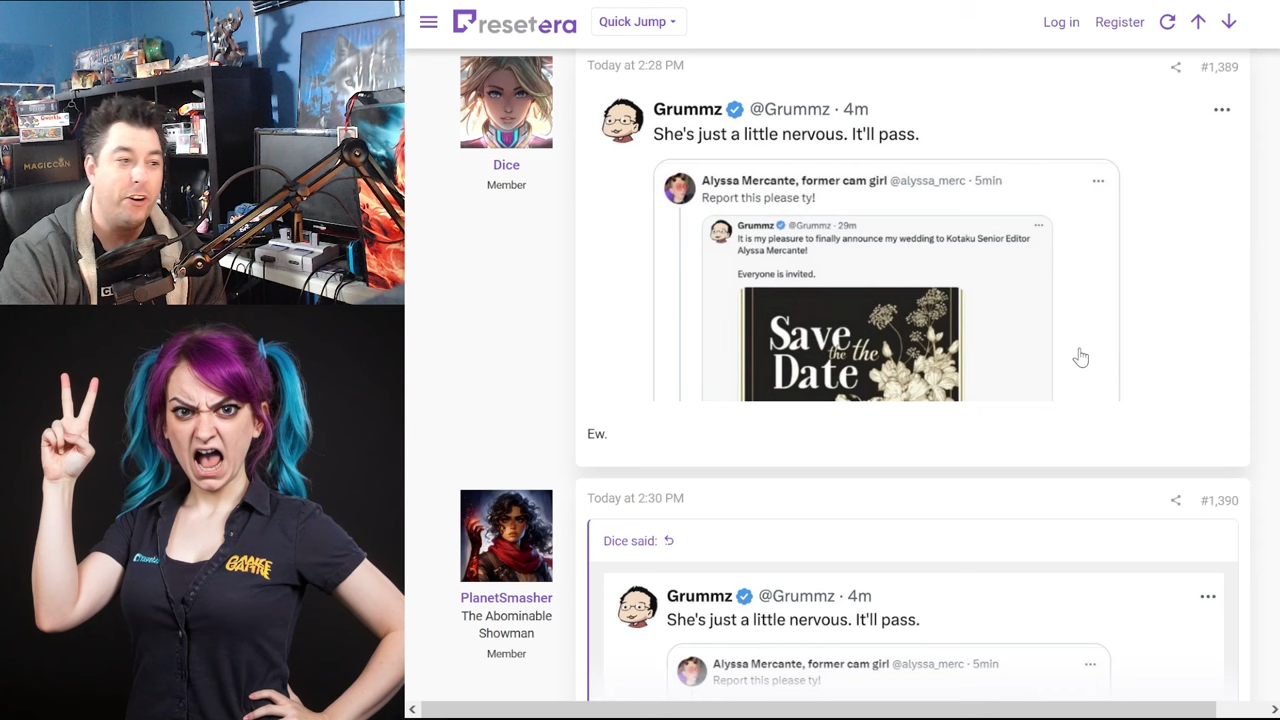 resetera
Quick Jump
Log in
Register
Today at 2:28 PM
#1,389
Dice
Member
Grummz @Grummz · 4m
She's just a little nervous. It'll pass.
Alyssa Mercante, former cam girl @alyssa_merc · 5min
Report this please ty!
Grummz @Grummz · 29m
It is my pleasure to finally announce my wedding to Kotaku Senior Editor
Alyssa Mercante!
Everyone is invited.
Save
the the
Date
Ew.
Today at 2:30 PM
#1,390
PlanetSmasher
The Abominable
Showman
Member
Dice said:
Grummz @Grummz · 4m
She's just a little nervous. It'll pass.
Alyssa Mercante, former cam girl @alyssa_merc · 5min
Report this please ty!
MAGICCON
Qwirkle
GLORY